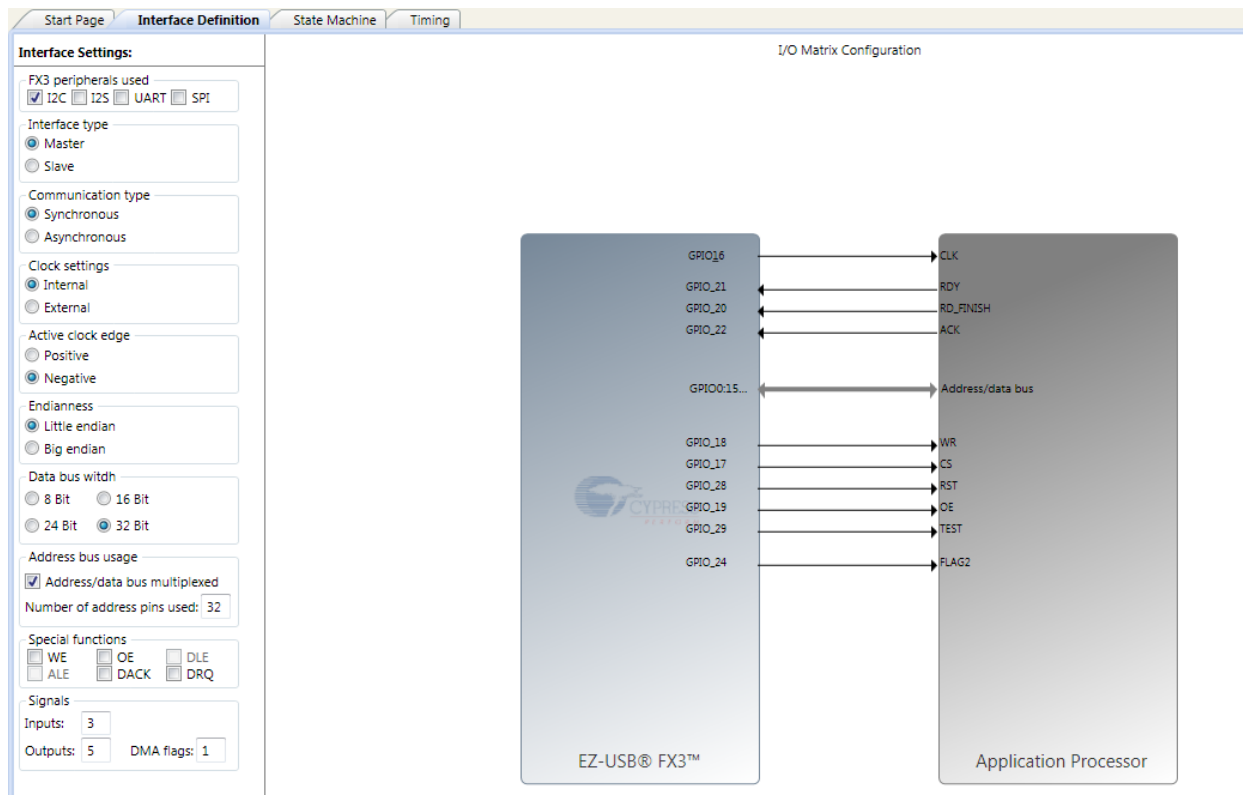 Start Page Interface Definition State Machine Timing
Interface Settings:
FX3 peripherals used
I2C I2S UART SPI
Interface type
Master
Slave
Communication type
Synchronous
Asynchronous
Clock settings
Internal
External
Active clock edge
Positive
Negative
Endianness
Little endian
Big endian
Data bus witdh
8 Bit 16 Bit
24 Bit 32 Bit
Address bus usage
Address/data bus multiplexed
Number of address pins used: 32
Special functions
WE OE DLE
ALE DACK DRQ
Signals
Inputs: 3
Outputs: 5 DMA flags: 1
I/O Matrix Configuration
GPIO16 CLK
GPIO_21 RDY
GPIO_20 RD_FINISH
GPIO_22 ACK
GPIO0:15... Address/data bus
GPIO_18 WR
GPIO_17 CS
GPIO_28 RST
GPIO_19 OE
GPIO_29 TEST
GPIO_24 FLAG2
EZ-USB® FX3™ Application Processor